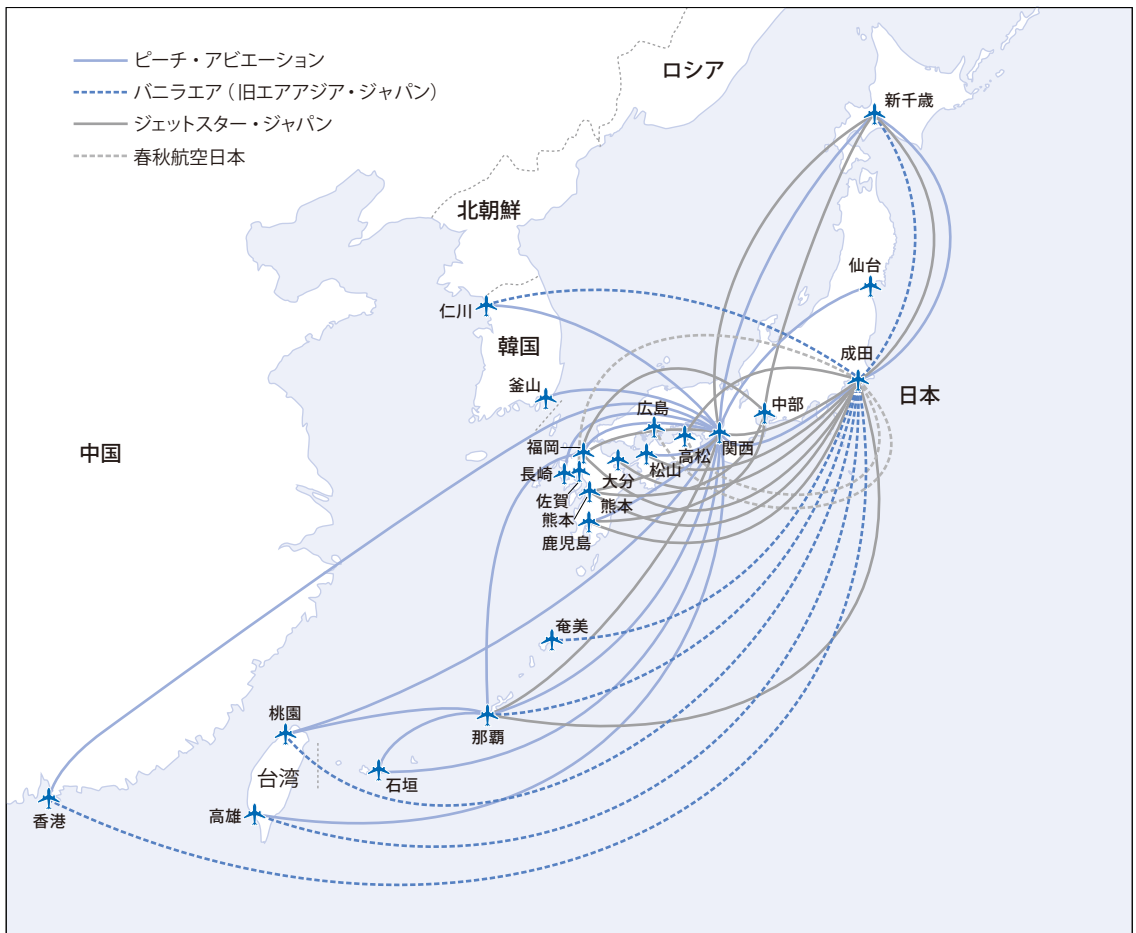 ピーチ・アビエーション
バニラエア（旧エアアジア・ジャパン）
ジェットスター・ジャパン
春秋航空日本
ロシア
新千歳
北朝鮮
仙台
仁川
韓国
成田
釜山
日本
中部
広島
中国
福岡
関西
高松
長崎
大分
松山
佐賀
熊本
熊本
鹿児島
奄美
桃園
那覇
台湾
石垣
高雄
香港